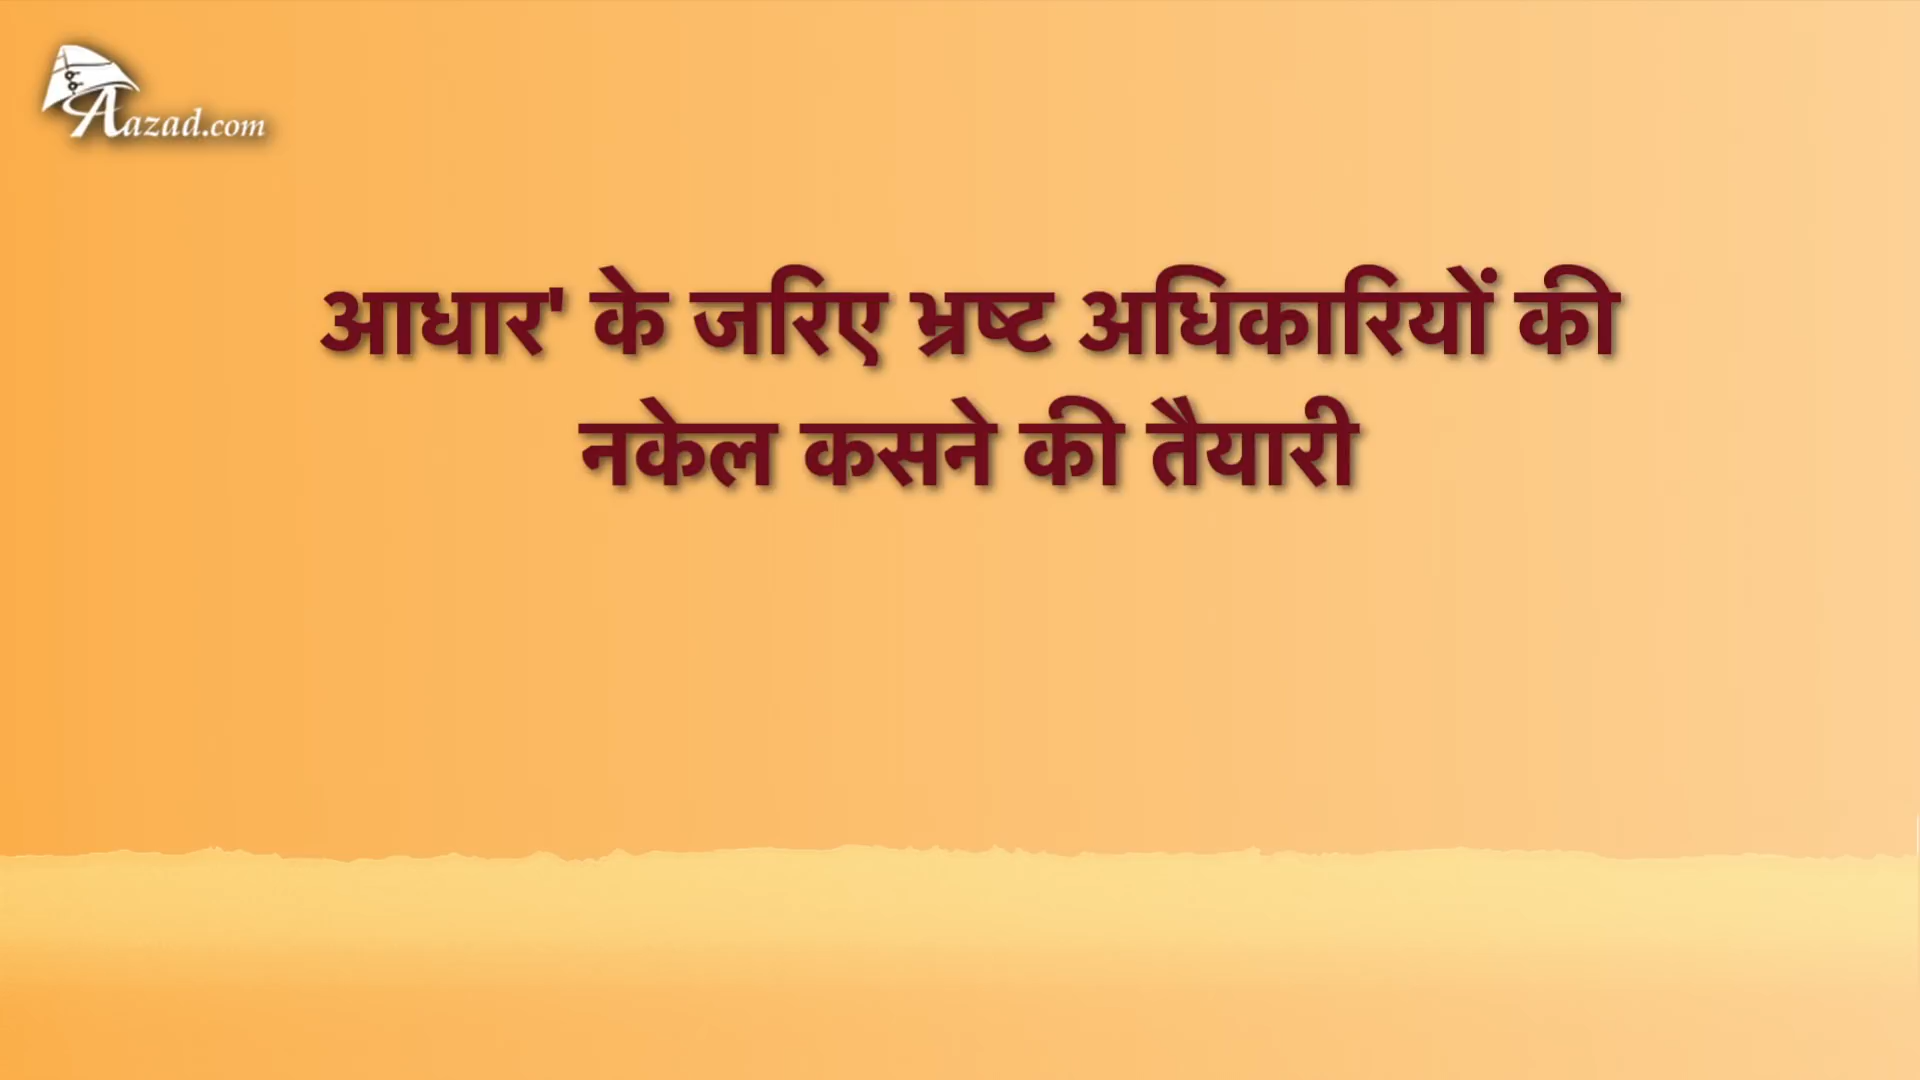 Aazad.com
आधार' के जरिए भ्रष्ट अधिकारियों की
नकेल कसने की तैयारी